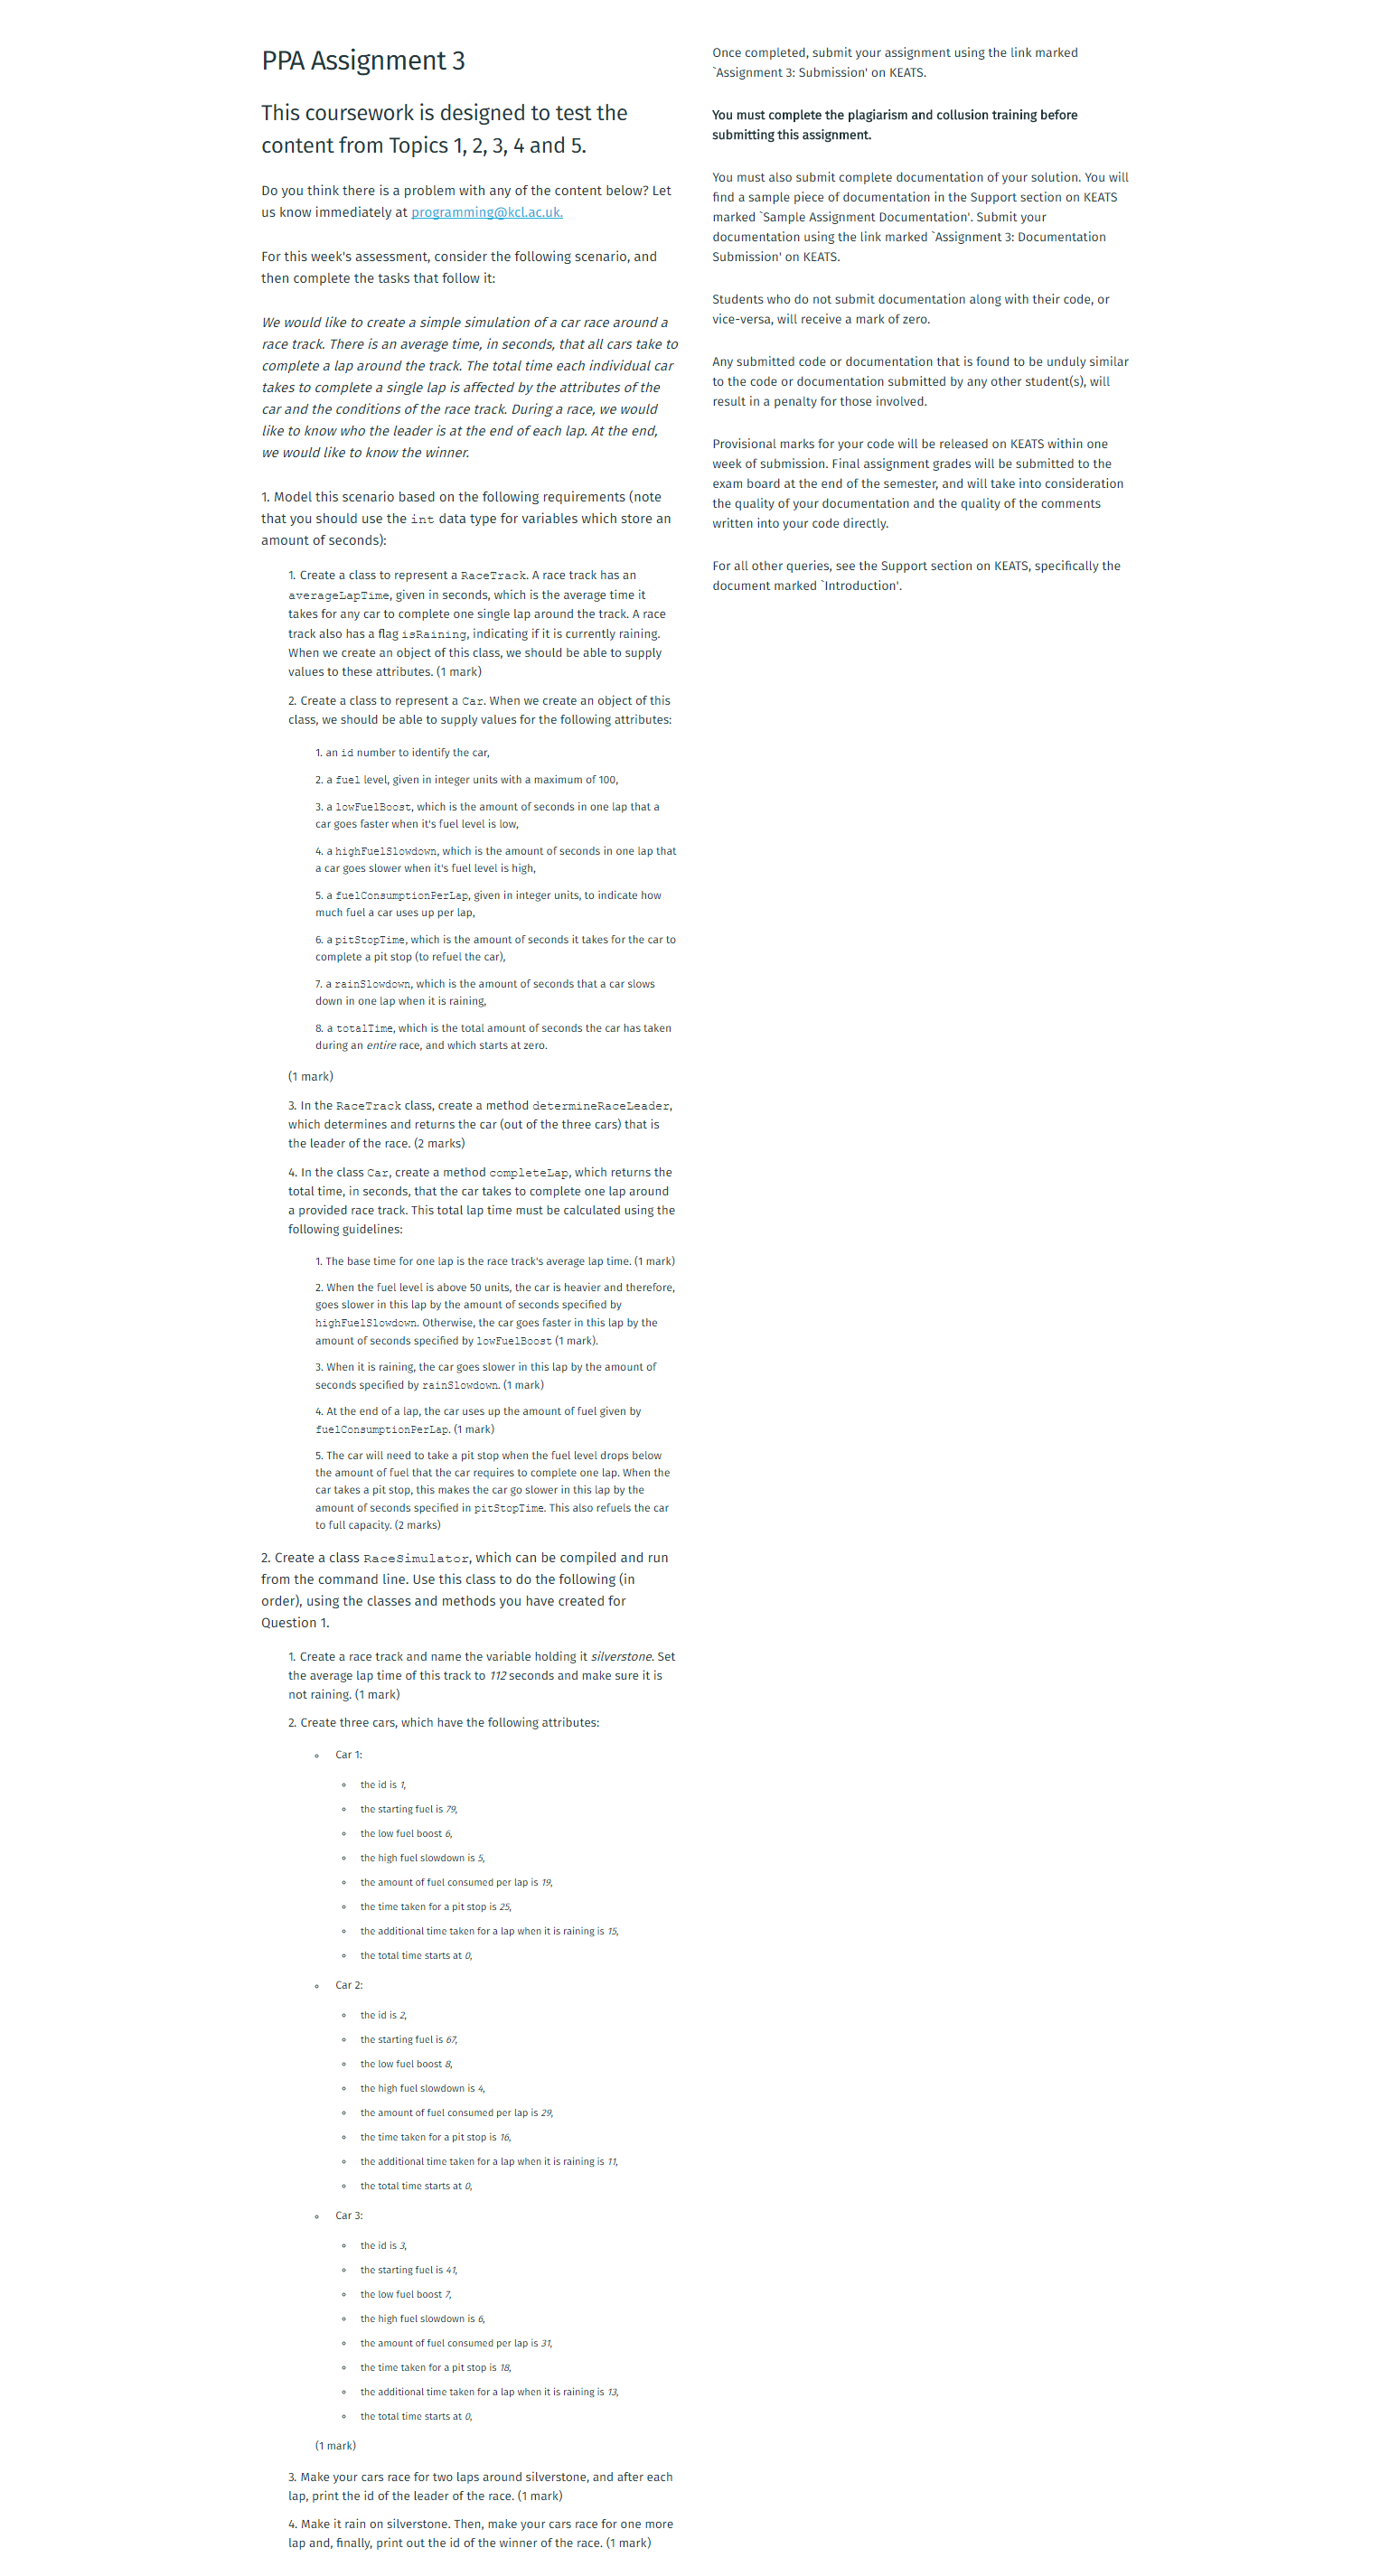 PPA Assignment 3
This coursework is designed to test the
content from Topics 1, 2, 3, 4 and 5.
Do you think there is a problem with any of the content below? Let
us know immediately at programming@kcl.ac.uk.
For this week's assessment, consider the following scenario, and
then complete the tasks that follow it:
We would like to create a simple simulation of a car race around a
race track. There is an average time, in seconds, that all cars take to
complete a lap around the track. The total time each individual car
takes to complete a single lap is affected by the attributes of the
car and the conditions of the race track. During a race, we would
like to know who the leader is at the end of each lap. At the end,
we would like to know the winner.
1. Model this scenario based on the following requirements (note
that you should use the int data type for variables which store an
amount of seconds):
1. Create a class to represent a RaceTrack. A race track has an
averageLapTime, given in seconds, which is the average time it
takes for any car to complete one single lap around the track. A race
track also has a flag isRaining, indicating if it is currently raining.
When we create an object of this class, we should be able to supply
values to these attributes. (1 mark)
2. Create a class to represent a Car. When we create an object of this
class, we should be able to supply values for the following attributes:
1. an id number to identify the car,
2. a fuel level, given in integer units with a maximum of 100,
3. a lowFuelBoost, which is the amount of seconds in one lap that a
car goes faster when it's fuel level is low,
4. a highFuelSlowdown, which is the amount of seconds in one lap that
a car goes slower when it's fuel level is high,
5. a fuelConsumptionPerLap, given in integer units, to indicate how
much fuel a car uses up per lap,
6. a pitStopTime, which is the amount of seconds it takes for the car to
complete a pit stop (to refuel the car),
7. a rainSlowdown, which is the amount of seconds that a car slows
down in one lap when it is raining,
8. a totalTime, which is the total amount of seconds the car has taken
during an entire race, and which starts at zero.
(1 mark)
3. In the RaceTrack class, create a method determineRaceLeader,
which determines and returns the car (out of the three cars) that is
the leader of the race. (2 marks)
4. In the class Car, create a method completeLap, which returns the
total time, in seconds, that the car takes to complete one lap around
a provided race track. This total lap time must be calculated using the
following guidelines:
1. The base time for one lap is the race track's average lap time. (1 mark)
2. When the fuel level is above 50 units, the car is heavier and therefore,
goes slower in this lap by the amount of seconds specified by
highFuelSlowdown. Otherwise, the car goes faster in this lap by the
amount of seconds specified by lowFuelBoost (1 mark).
3. When it is raining, the car goes slower in this lap by the amount of
seconds specified by rainSlowdown. (1 mark)
4. At the end of a lap, the car uses up the amount of fuel given by
fuelConsumptionPerLap. (1 mark)
5. The car will need to take a pit stop when the fuel level drops below
the amount of fuel that the car requires to complete one lap. When the
car takes a pit stop, this makes the car go slower in this lap by the
amount of seconds specified in pitStopTime. This also refuels the car
to full capacity. (2 marks)
2. Create a class RaceSimulator, which can be compiled and run
from the command line. Use this class to do the following (in
order), using the classes and methods you have created for
Question 1.
1. Create a race track and name the variable holding it silverstone. Set
the average lap time of this track to 112 seconds and make sure it is
not raining. (1 mark)
2. Create three cars, which have the following attributes:
Car 1:
the id is 1,
the starting fuel is 79,
the low fuel boost 6,
the high fuel slowdown is 5,
the amount of fuel consumed per lap is 19,
the time taken for a pit stop is 25,
the additional time taken for a lap when it is raining is 15,
the total time starts at 0,
Car 2:
the id is 2,
the starting fuel is 67,
the low fuel boost 8,
the high fuel slowdown is 4,
the amount of fuel consumed per lap is 29,
the time taken for a pit stop is 16,
the additional time taken for a lap when it is raining is 11,
the total time starts at 0,
Car 3:
the id is 3,
the starting fuel is 41,
the low fuel boost 7,
the high fuel slowdown is 6,
the amount of fuel consumed per lap is 31,
the time taken for a pit stop is 18,
the additional time taken for a lap when it is raining is 13,
the total time starts at 0,
(1 mark)
3. Make your cars race for two laps around silverstone, and after each
lap, print the id of the leader of the race. (1 mark)
4. Make it rain on silverstone. Then, make your cars race for one more
lap and, finally, print out the id of the winner of the race. (1 mark)
Once completed, submit your assignment using the link marked
`Assignment 3: Submission' on KEATS.
You must complete the plagiarism and collusion training before
submitting this assignment.
You must also submit complete documentation of your solution. You will
find a sample piece of documentation in the Support section on KEATS
marked `Sample Assignment Documentation'. Submit your
documentation using the link marked `Assignment 3: Documentation
Submission' on KEATS.
Students who do not submit documentation along with their code, or
vice-versa, will receive a mark of zero.
Any submitted code or documentation that is found to be unduly similar
to the code or documentation submitted by any other student(s), will
result in a penalty for those involved.
Provisional marks for your code will be released on KEATS within one
week of submission. Final assignment grades will be submitted to the
exam board at the end of the semester, and will take into consideration
the quality of your documentation and the quality of the comments
written into your code directly.
For all other queries, see the Support section on KEATS, specifically the
document marked `Introduction'.